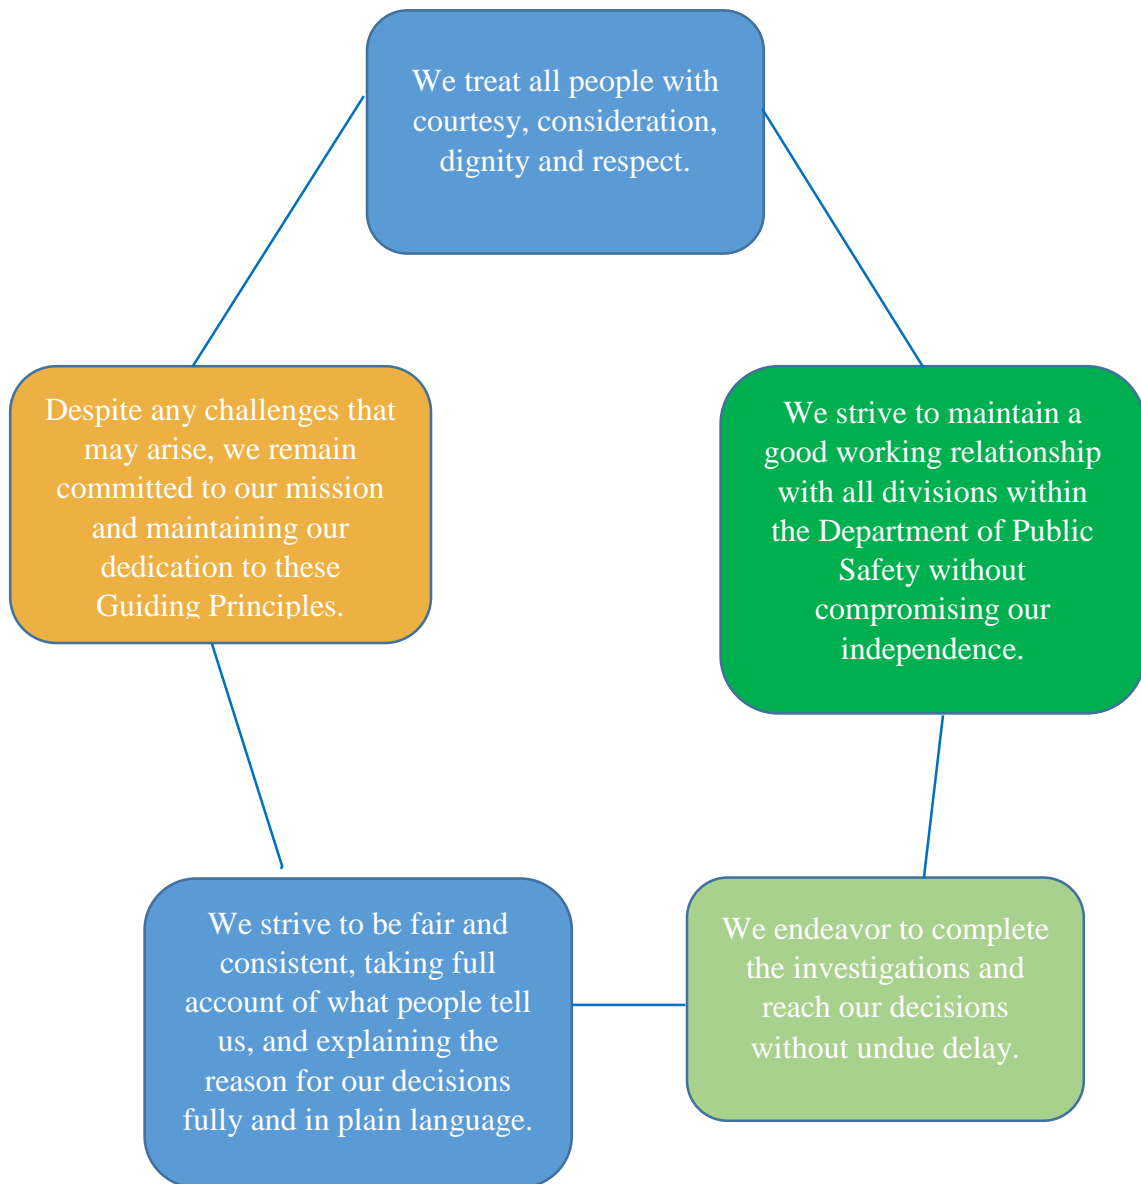 We treat all people with
courtesy, consideration,
dignity and respect.
Despite any challenges that
may arise, we remain
committed to our mission
and maintaining our
dedication to these
Guiding Principles.
We strive to maintain a
good working relationship
with all divisions within
the Department of Public
Safety without
compromising our
independence.
We strive to be fair and
consistent, taking full
account of what people tell
us, and explaining the
reason for our decisions
fully and in plain language.
We endeavor to complete
the investigations and
reach our decisions
without undue delay.